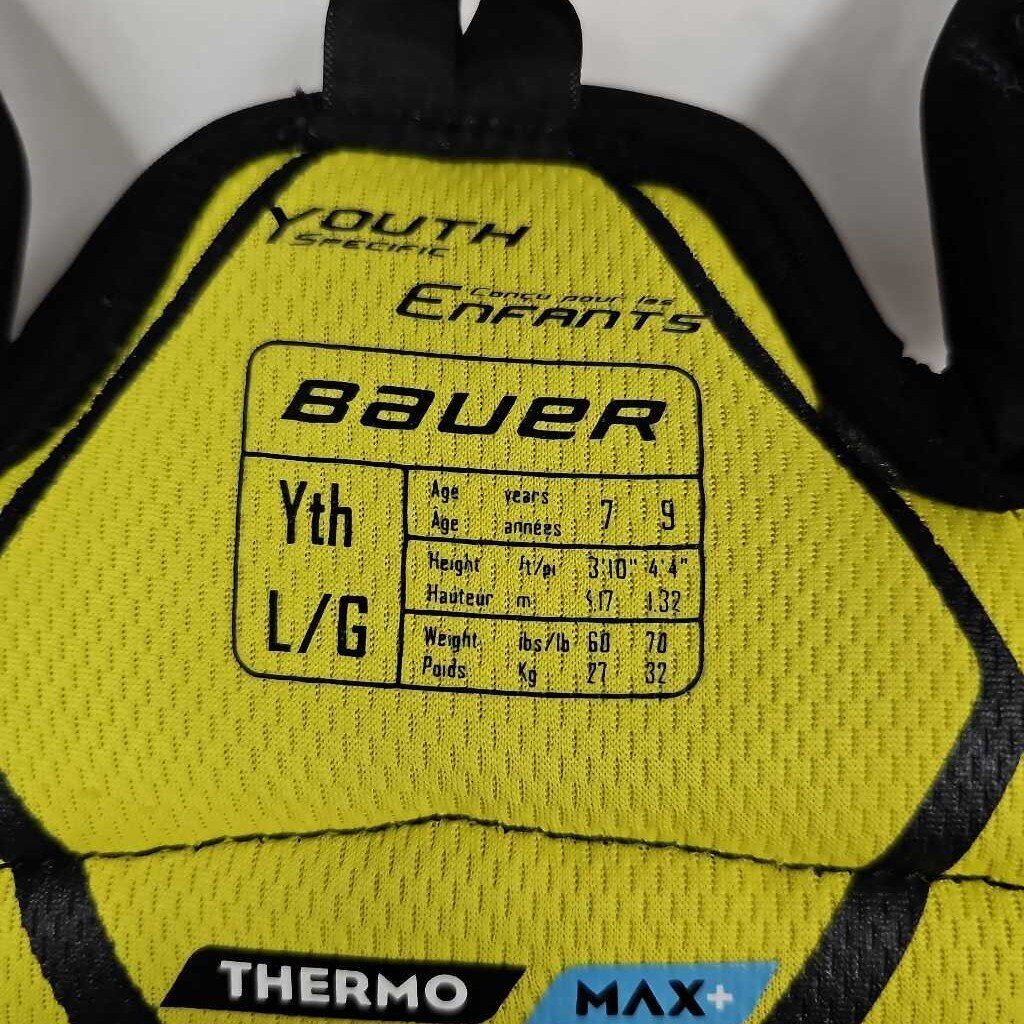 YOUTH
SPECIFIC
Conçu pour les
ENFANTS
BAUER
Yth
L/G
Age years
Age années 7 9
Height ft/pi 3'10" 4'4"
Hauteur m 1.17 1.32
Weight lbs/lb 60 70
Poids Kg 27 32
THERMO MAX+